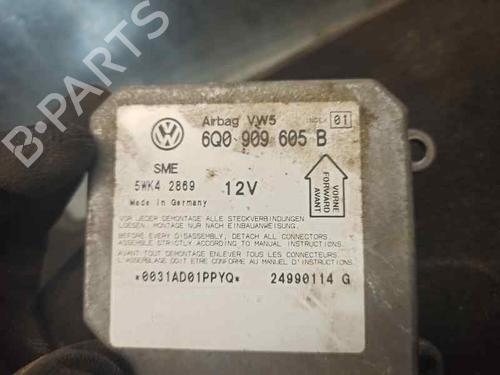 Airbag VW5
INDEX 01
6Q0 909 605 B
SME
5WK4 2869
12V
Made in Germany
VORNE
FORWARD
AVANT
VOR JEDER DEMONTAGE ALLE STECKVERBINDUNGEN
LOESEN. MONTAGE NUR NACH EINBAUANWEISUNG.
BEFORE EVERY DISASSEMBLY, DETACH ALL CONNECTORS.
ASSEMBLE STRICTLY ACCORDING TO MANUAL INSTRUCTIONS.
AVANT TOUT DEMONTAGE ENLEVER TOUS LES CONNECTEURS.
L'ASSEMBLAGE DOIT ETRE CONFORME AU MANUEL D'INSTRUCTIONS.
*0031AD01PPYQ*
24990114 G